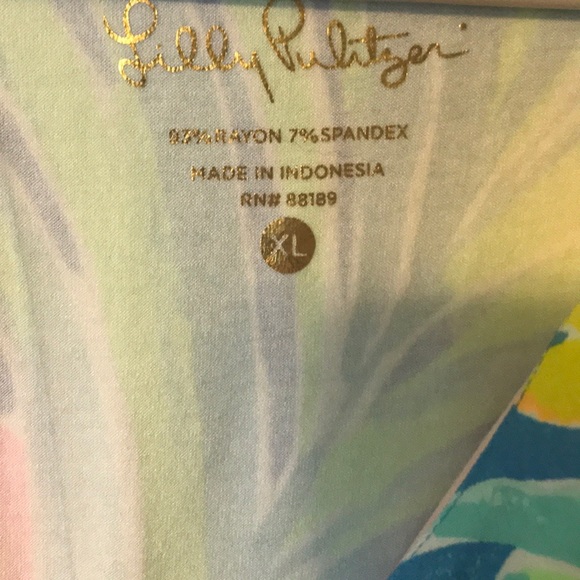 Lilly Pulitzer
93% RAYON 7% SPANDEX
MADE IN INDONESIA
RN# 88189
XL